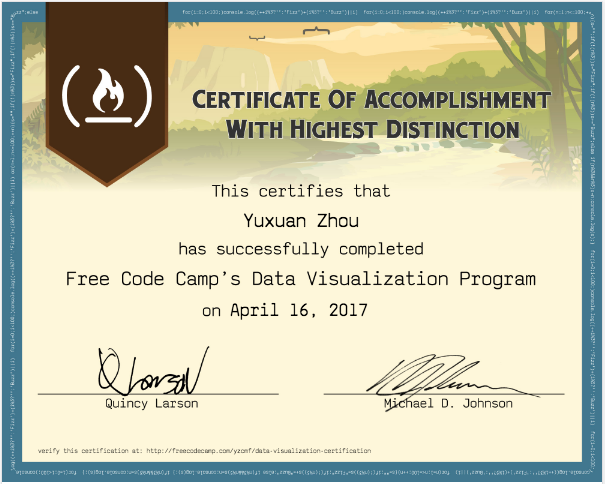 CERTIFICATE OF ACCOMPLISHMENT
WITH HIGHEST DISTINCTION
This certifies that
Yuxuan Zhou
has successfully completed
Free Code Camp's Data Visualization Program
on April 16, 2017
Quincy Larson
Michael D. Johnson
verify this certification at: http://freecodecamp.com/yzomf/data-visualization-certification